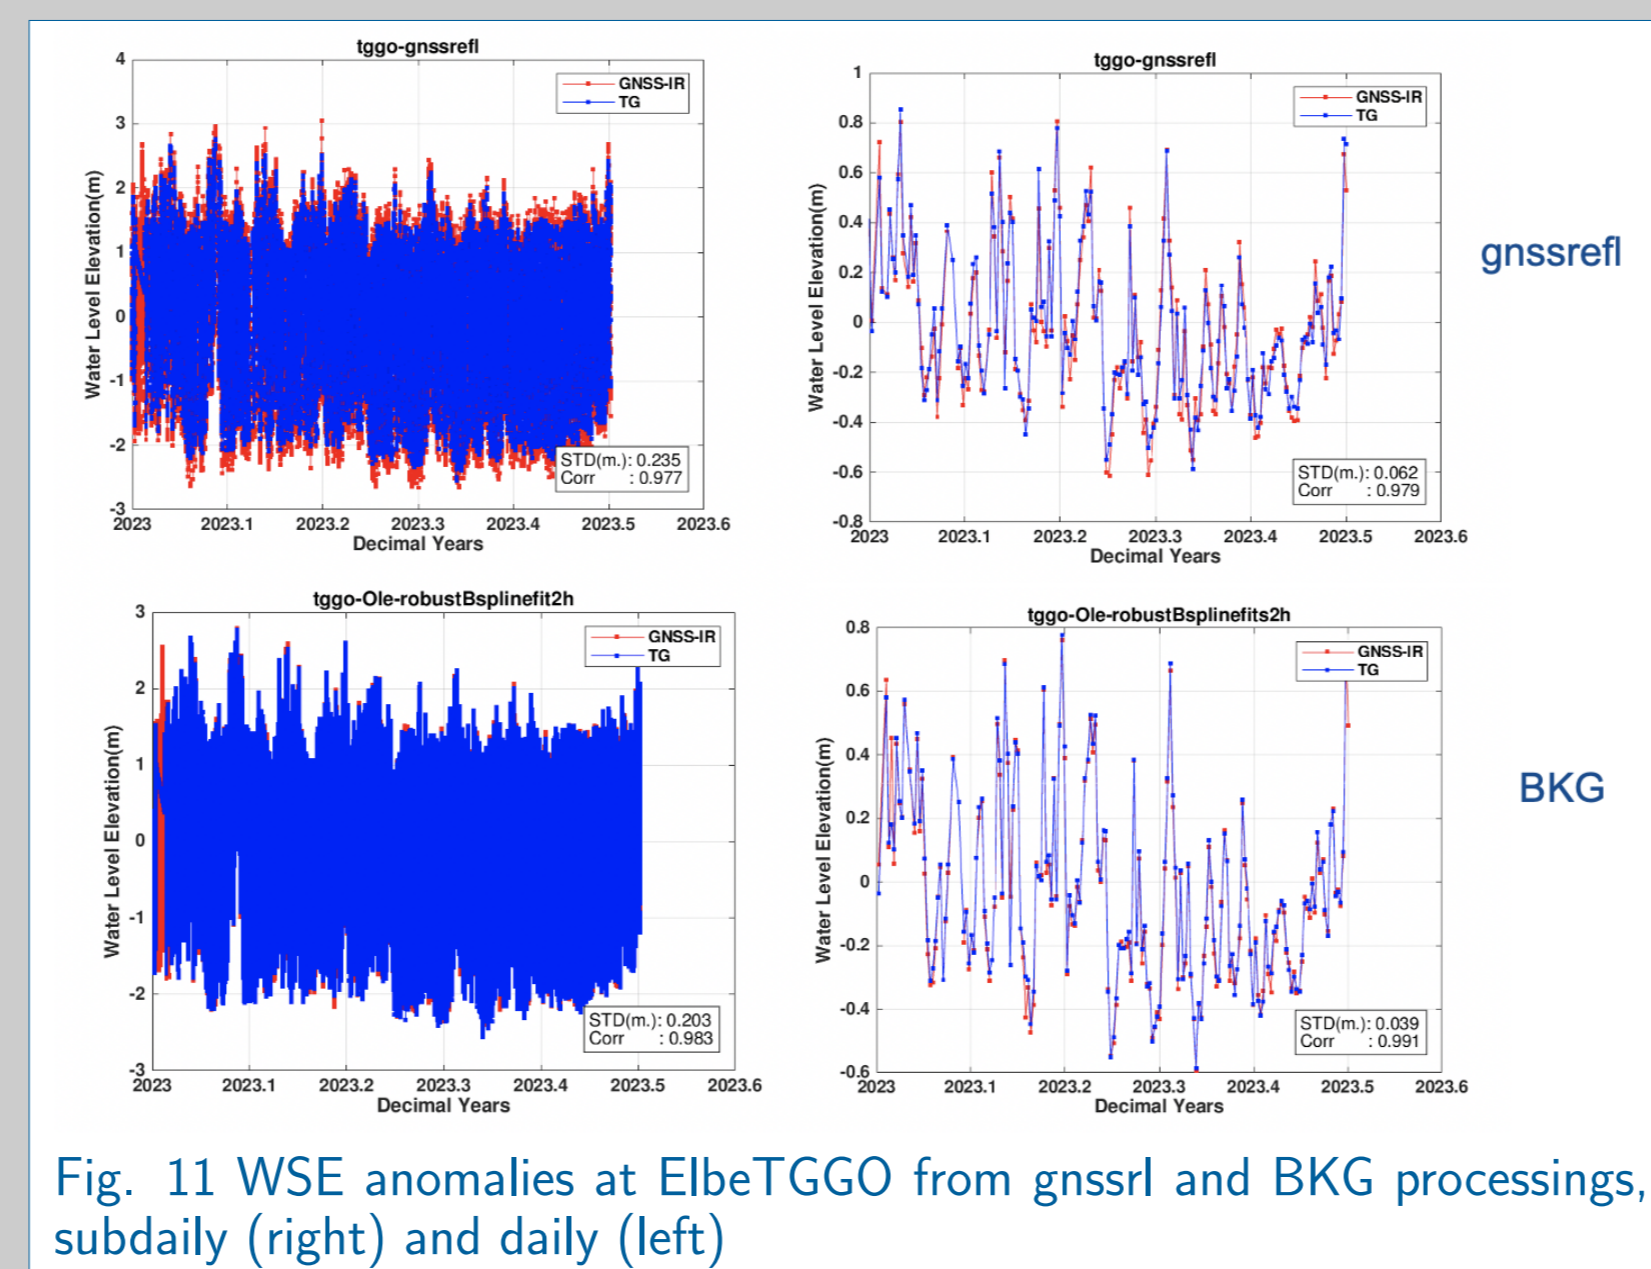 tggo-gnssrefl
GNSS-IR
TG
4
3
2
1
0
-1
-2
-3
Water Level Elevation(m)
STD(m.): 0.235
Corr : 0.977
2023 2023.1 2023.2 2023.3 2023.4 2023.5 2023.6
Decimal Years
tggo-gnssrefl
GNSS-IR
TG
1
0.8
0.6
0.4
0.2
0
-0.2
-0.4
-0.6
-0.8
Water Level Elevation(m)
STD(m.): 0.062
Corr : 0.979
2023 2023.1 2023.2 2023.3 2023.4 2023.5 2023.6
Decimal Years
gnssrefl
tggo-Ole-robustBsplinefit2h
GNSS-IR
TG
3
2
1
0
-1
-2
-3
Water Level Elevation(m)
STD(m.): 0.203
Corr : 0.983
2023 2023.1 2023.2 2023.3 2023.4 2023.5 2023.6
Decimal Years
tggo-Ole-robustBsplinefits2h
GNSS-IR
TG
0.8
0.6
0.4
0.2
0
-0.2
-0.4
-0.6
Water Level Elevation(m)
STD(m.): 0.039
Corr : 0.991
2023 2023.1 2023.2 2023.3 2023.4 2023.5 2023.6
Decimal Years
BKG
Fig. 11 WSE anomalies at ElbeTGGO from gnssrl and BKG processings,
subdaily (right) and daily (left)